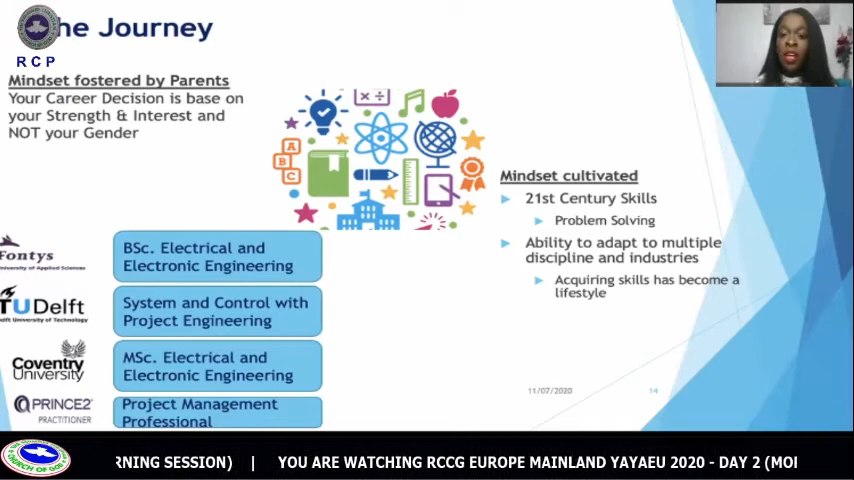 he Journey
RCP
Mindset fostered by Parents
Your Career Decision is base on
your Strength & Interest and
NOT your Gender
A
B
C
Mindset cultivated
21st Century Skills
Problem Solving
Ability to adapt to multiple
discipline and industries
Acquiring skills has become a
lifestyle
Fontys
University of Applied Sciences
BSc. Electrical and
Electronic Engineering
TUDelft
Delft University of Technology
System and Control with
Project Engineering
Coventry
University
MSc. Electrical and
Electronic Engineering
PRINCE2
PRACTITIONER
Project Management
Professional
11/07/2020
14
CHURCH OF GOD
RNING SESSION) | YOU ARE WATCHING RCCG EUROPE MAINLAND YAYAEU 2020 - DAY 2 (MOI